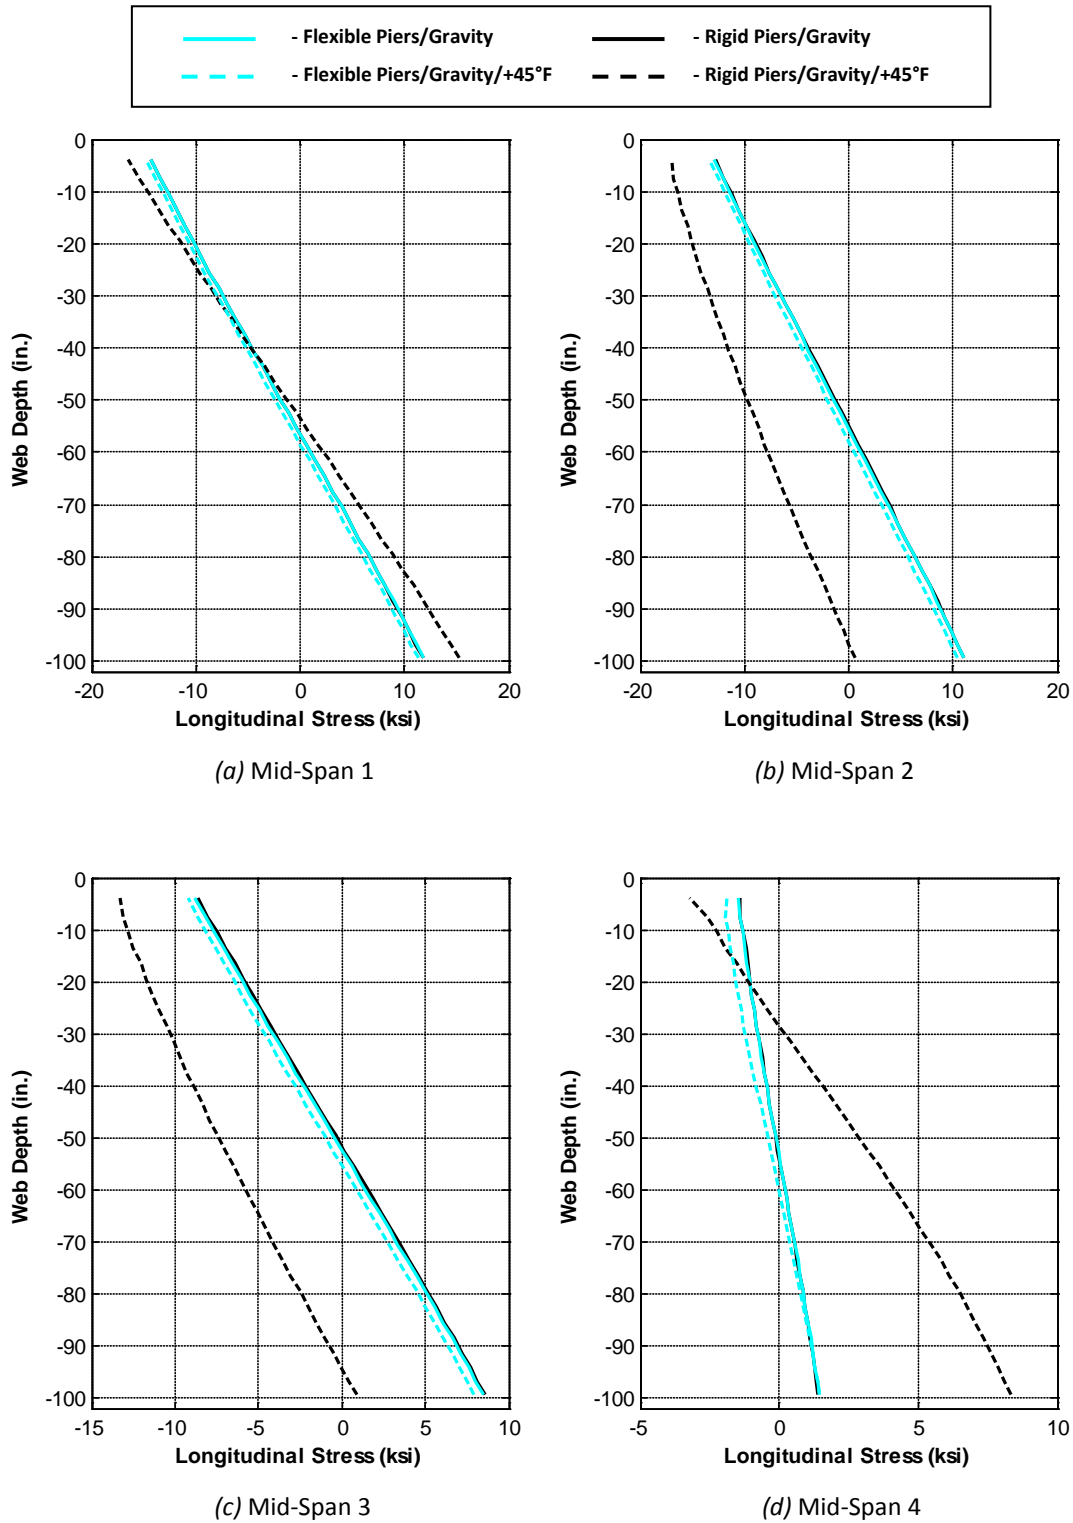 - Flexible Piers/Gravity - Rigid Piers/Gravity
- Flexible Piers/Gravity/+45°F - Rigid Piers/Gravity/+45°F
0
-10
-20
-30
-40
-50
-60
-70
-80
-90
-100
-20 -10 0 10 20
Web Depth (in.)
Longitudinal Stress (ksi)
(a) Mid-Span 1
0
-10
-20
-30
-40
-50
-60
-70
-80
-90
-100
-20 -10 0 10 20
Web Depth (in.)
Longitudinal Stress (ksi)
(b) Mid-Span 2
0
-10
-20
-30
-40
-50
-60
-70
-80
-90
-100
-15 -10 -5 0 5 10
Web Depth (in.)
Longitudinal Stress (ksi)
(c) Mid-Span 3
0
-10
-20
-30
-40
-50
-60
-70
-80
-90
-100
-5 0 5 10
Web Depth (in.)
Longitudinal Stress (ksi)
(d) Mid-Span 4